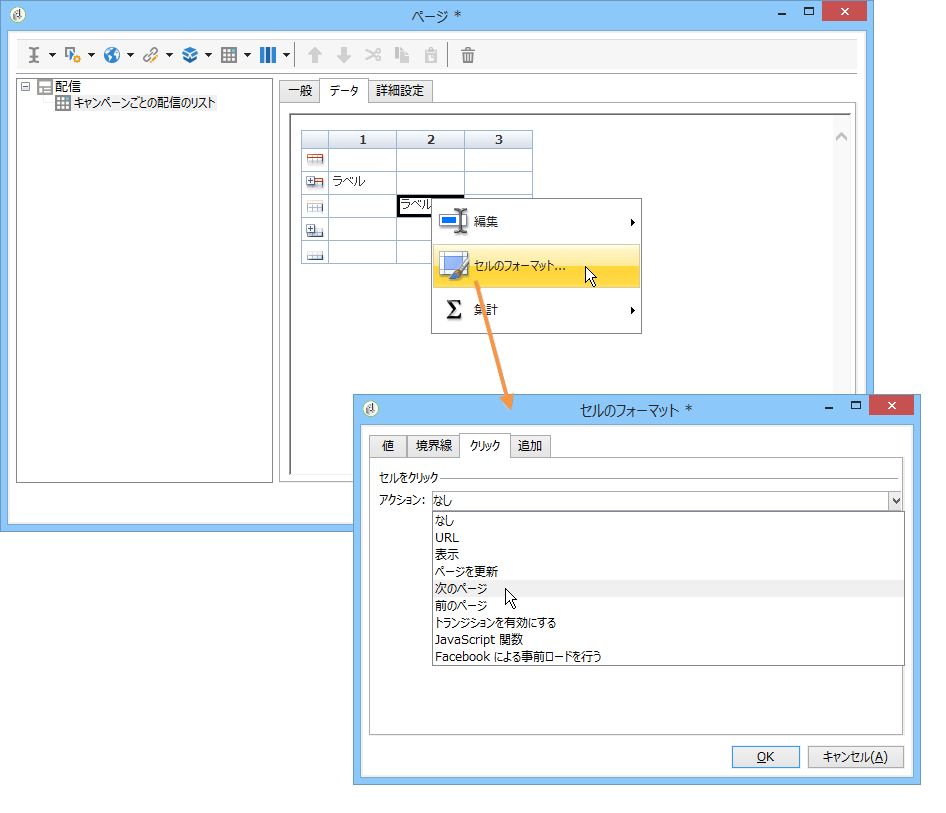 ページ *
配信
キャンペーンごとの配信のリスト
一般 データ 詳細設定
1 2 3
ラベル
ラベル
編集
セルのフォーマット...
Σ 集計
セルのフォーマット *
値 境界線 クリック 追加
セルをクリック
アクション: なし
なし
URL
表示
ページを更新
次のページ
前のページ
トランジションを有効にする
JavaScript 関数
Facebook による事前ロードを行う
OK キャンセル(A)